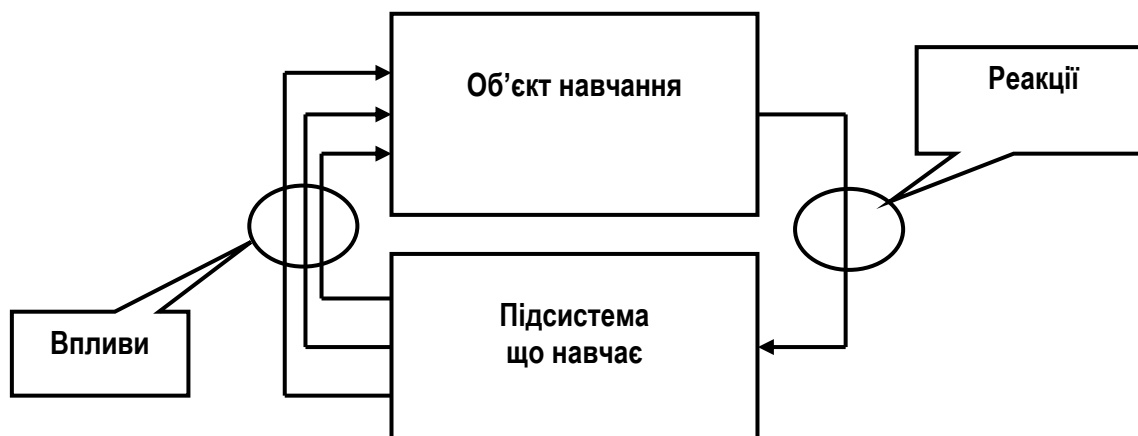 Об’єкт навчання
Реакції
Впливи
Підсистема
що навчає